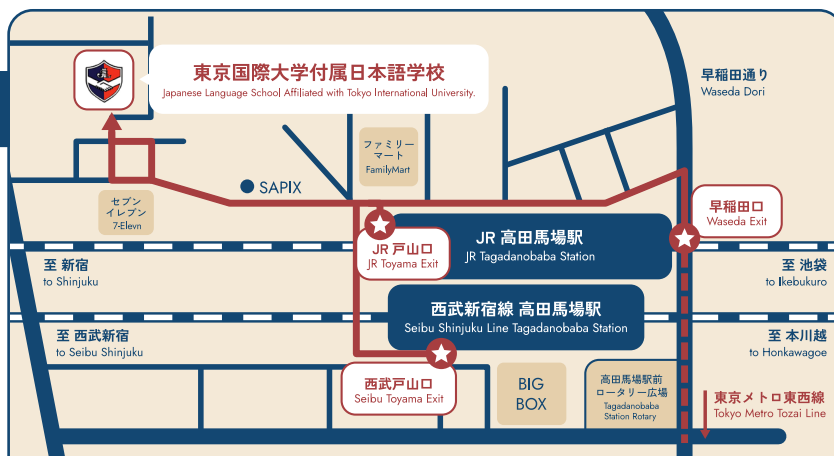 東京国際大学付属日本語学校
Japanese Language School Affiliated with Tokyo International University.
早稲田通り
Waseda Dori
ファミリー
マート
FamilyMart
SAPIX
セブン
イレブン
7-Elevn
早稲田口
Waseda Exit
JR 戸山口
JR Toyama Exit
JR 高田馬場駅
JR Tagadanobaba Station
至 新宿
to Shinjuku
至 池袋
to Ikebukuro
西武新宿線 高田馬場駅
Seibu Shinjuku Line Tagadanobaba Station
至 西武新宿
to Seibu Shinjuku
至 本川越
to Honkawagoe
西武戸山口
Seibu Toyama Exit
BIG
BOX
高田馬場駅前
ロータリー広場
Tagadanobaba
Station Rotary
東京メトロ東西線
Tokyo Metro Tozai Line